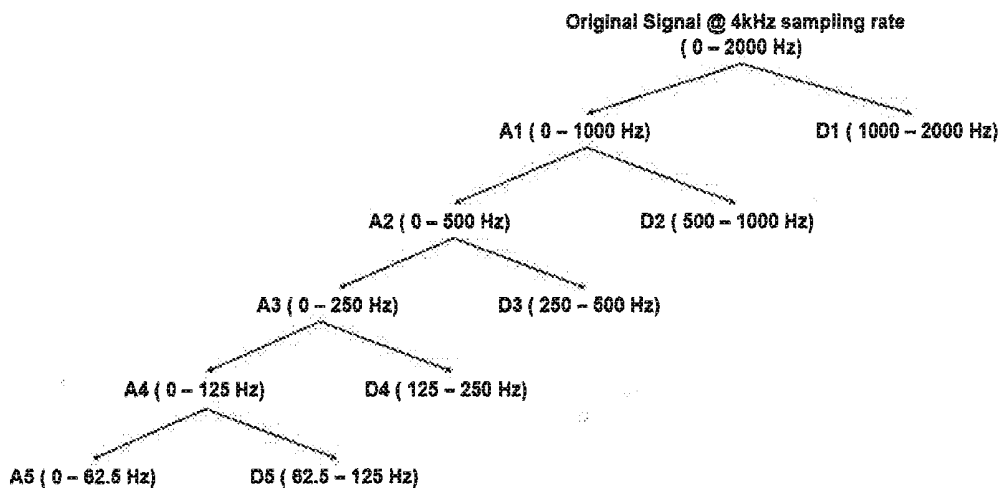 Original Signal @ 4kHz sampling rate
( 0 – 2000 Hz)
A1 ( 0 – 1000 Hz)
D1 ( 1000 – 2000 Hz)
A2 ( 0 – 500 Hz)
D2 ( 500 – 1000 Hz)
A3 ( 0 – 250 Hz)
D3 ( 250 – 500 Hz)
A4 ( 0 – 125 Hz)
D4 ( 125 – 250 Hz)
A5 ( 0 – 62.5 Hz)
D5 ( 62.5 – 125 Hz)